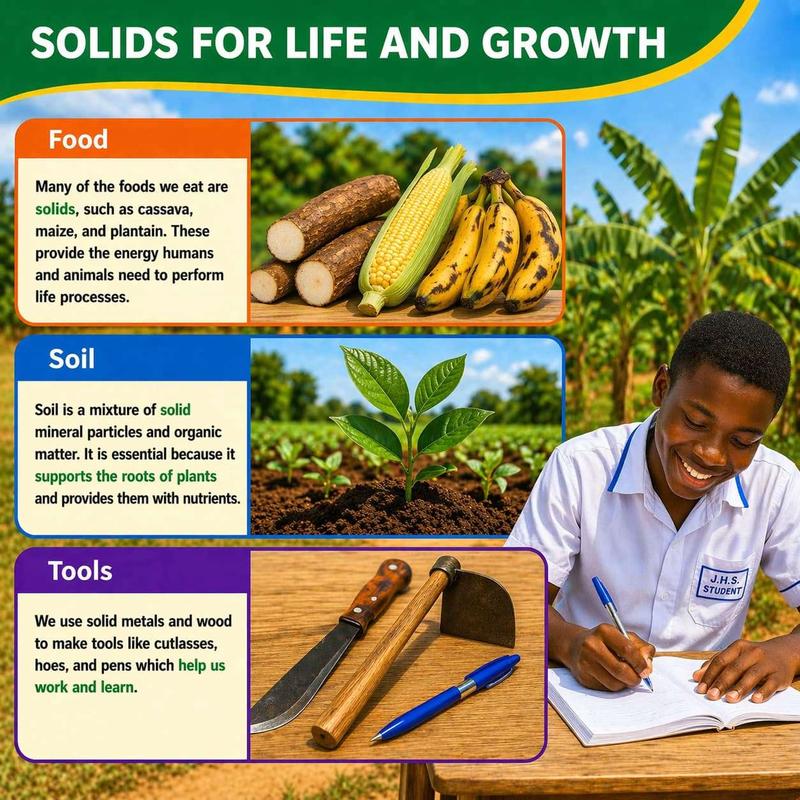 SOLIDS FOR LIFE AND GROWTH
Food
Many of the foods we eat are
solids, such as cassava,
maize, and plantain. These
provide the energy humans
and animals need to perform
life processes.
Soil
Soil is a mixture of solid
mineral particles and organic
matter. It is essential because it
supports the roots of plants
and provides them with nutrients.
Tools
We use solid metals and wood
to make tools like cutlasses,
hoes, and pens which help us
work and learn.
J.H.S.
STUDENT